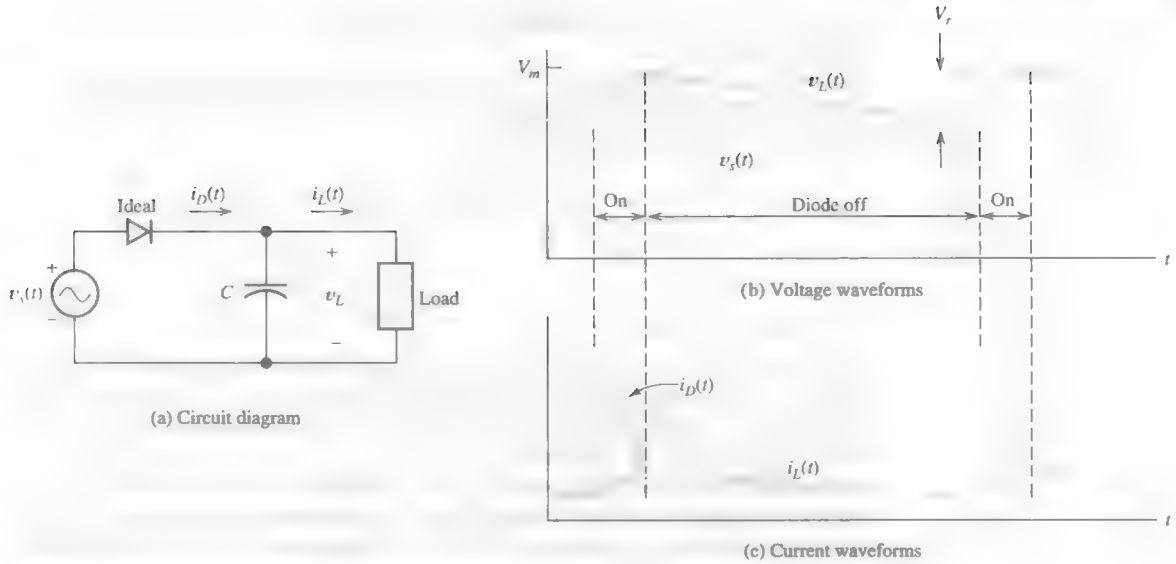 Ideal
i_D(t)
i_L(t)
+
v_s(t)
−
C
+
v_L
−
Load
(a) Circuit diagram
V_r
V_m
v_L(t)
v_s(t)
On
Diode off
On
t
(b) Voltage waveforms
i_D(t)
i_L(t)
t
(c) Current waveforms